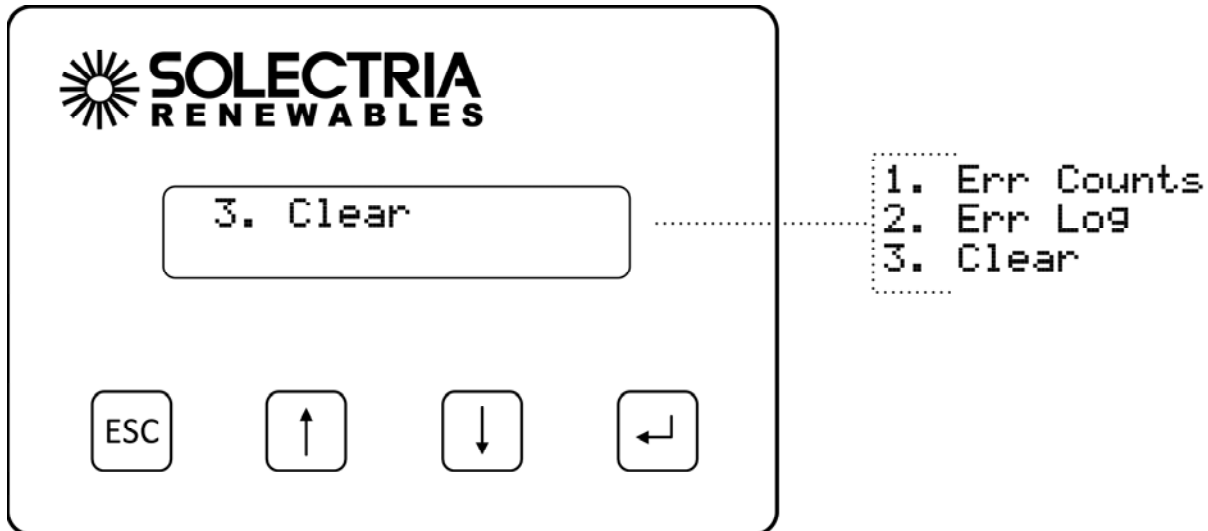 SOLECTRIA
RENEWABLES
3. Clear
1. Err Counts
2. Err Log
3. Clear
ESC